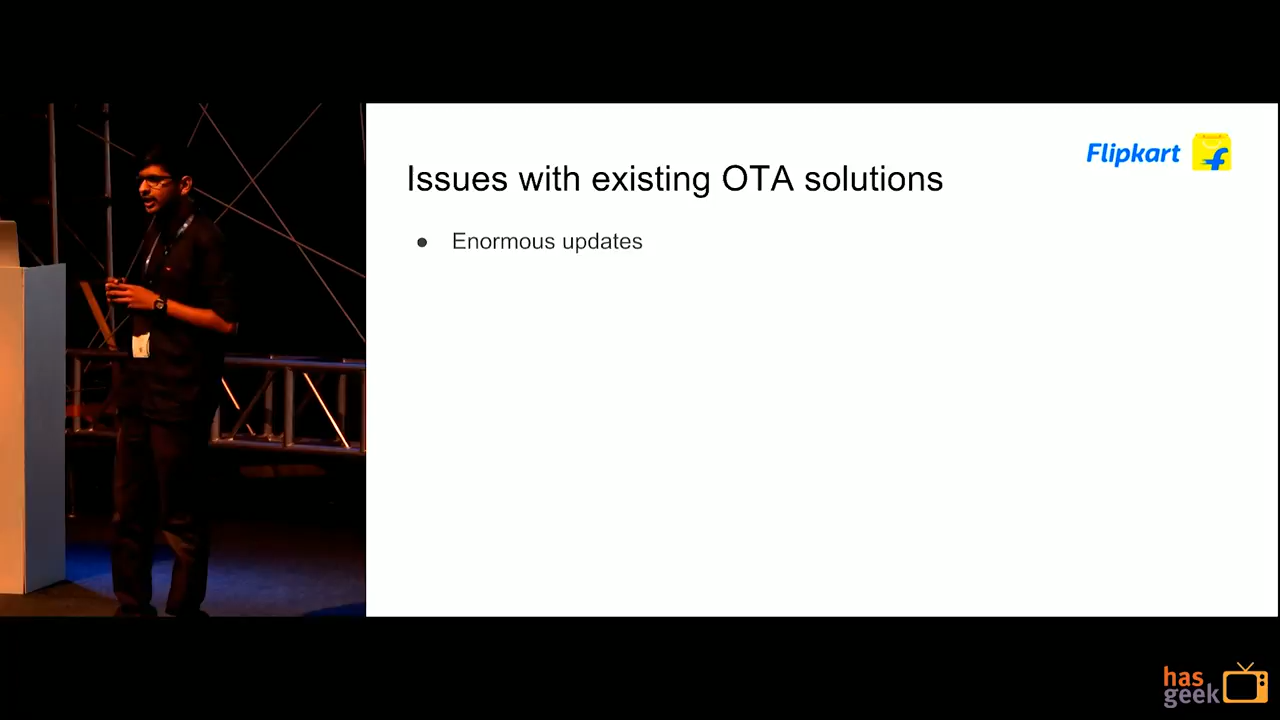 Flipkart
Issues with existing OTA solutions
● Enormous updates
has
geek